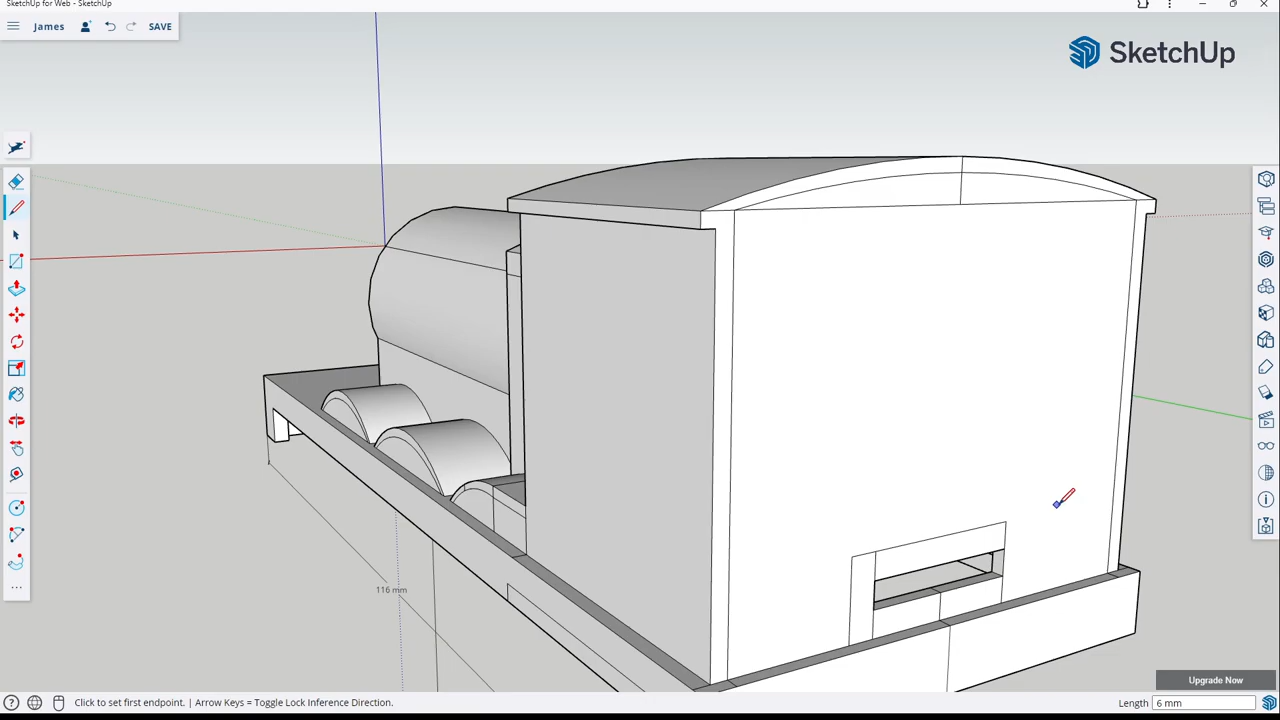 SketchUp for Web - SketchUp
James
SAVE
SketchUp
116 mm
Upgrade Now
Click to set first endpoint. | Arrow Keys = Toggle Lock Inference Direction.
Length 6 mm